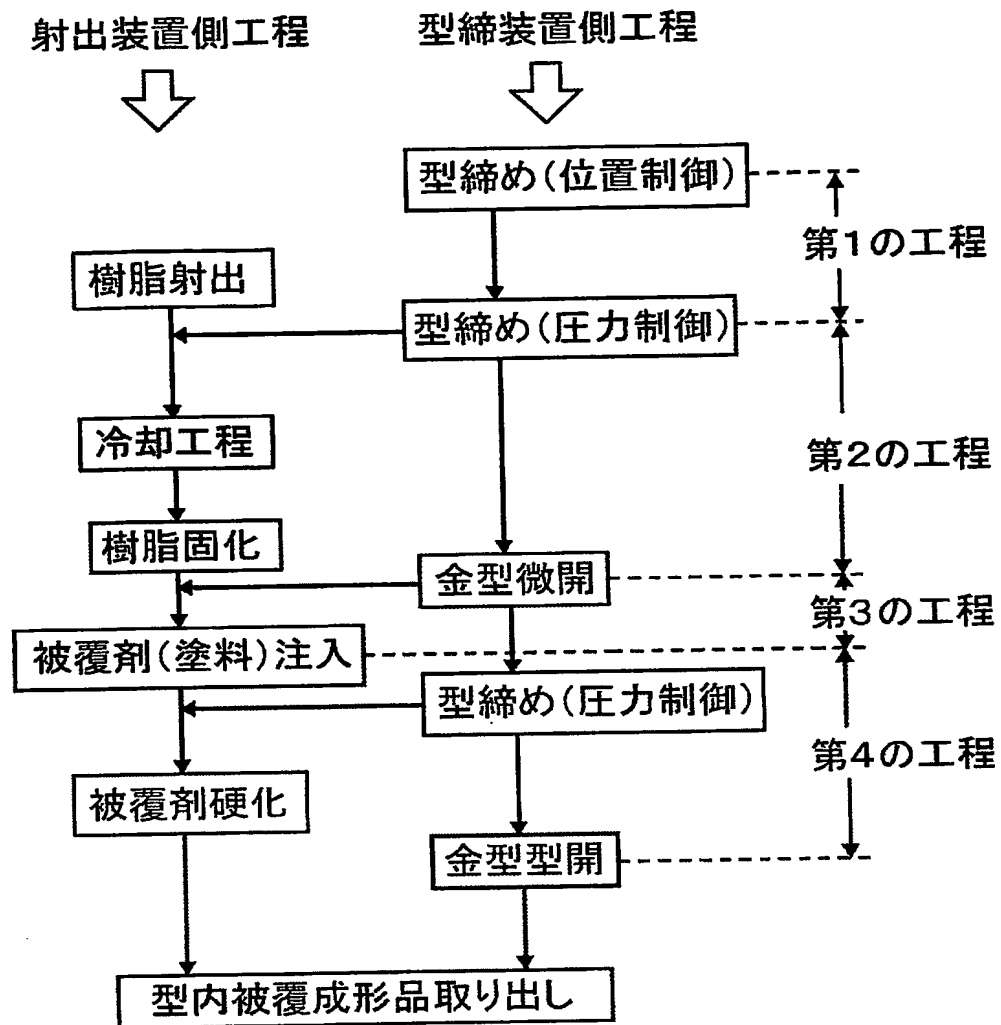 射出装置側工程
型締装置側工程
型締め(位置制御)
第1の工程
樹脂射出
型締め(圧力制御)
冷却工程
第2の工程
樹脂固化
金型微開
第3の工程
被覆剤(塗料)注入
型締め(圧力制御)
第4の工程
被覆剤硬化
金型型開
型内被覆成形品取り出し